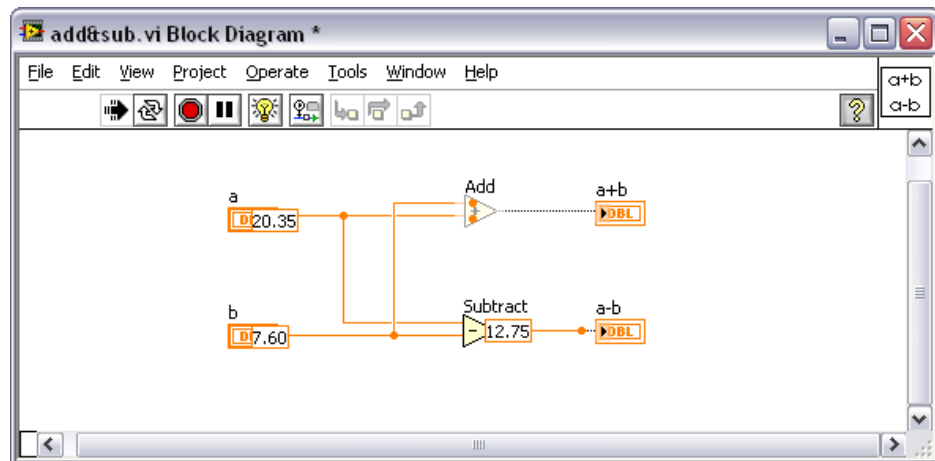 add&sub.vi Block Diagram *
File Edit View Project Operate Tools Window Help
a+b
a-b
?
a
20.35
Add
a+b
DBL
b
7.60
Subtract
12.75
a-b
DBL